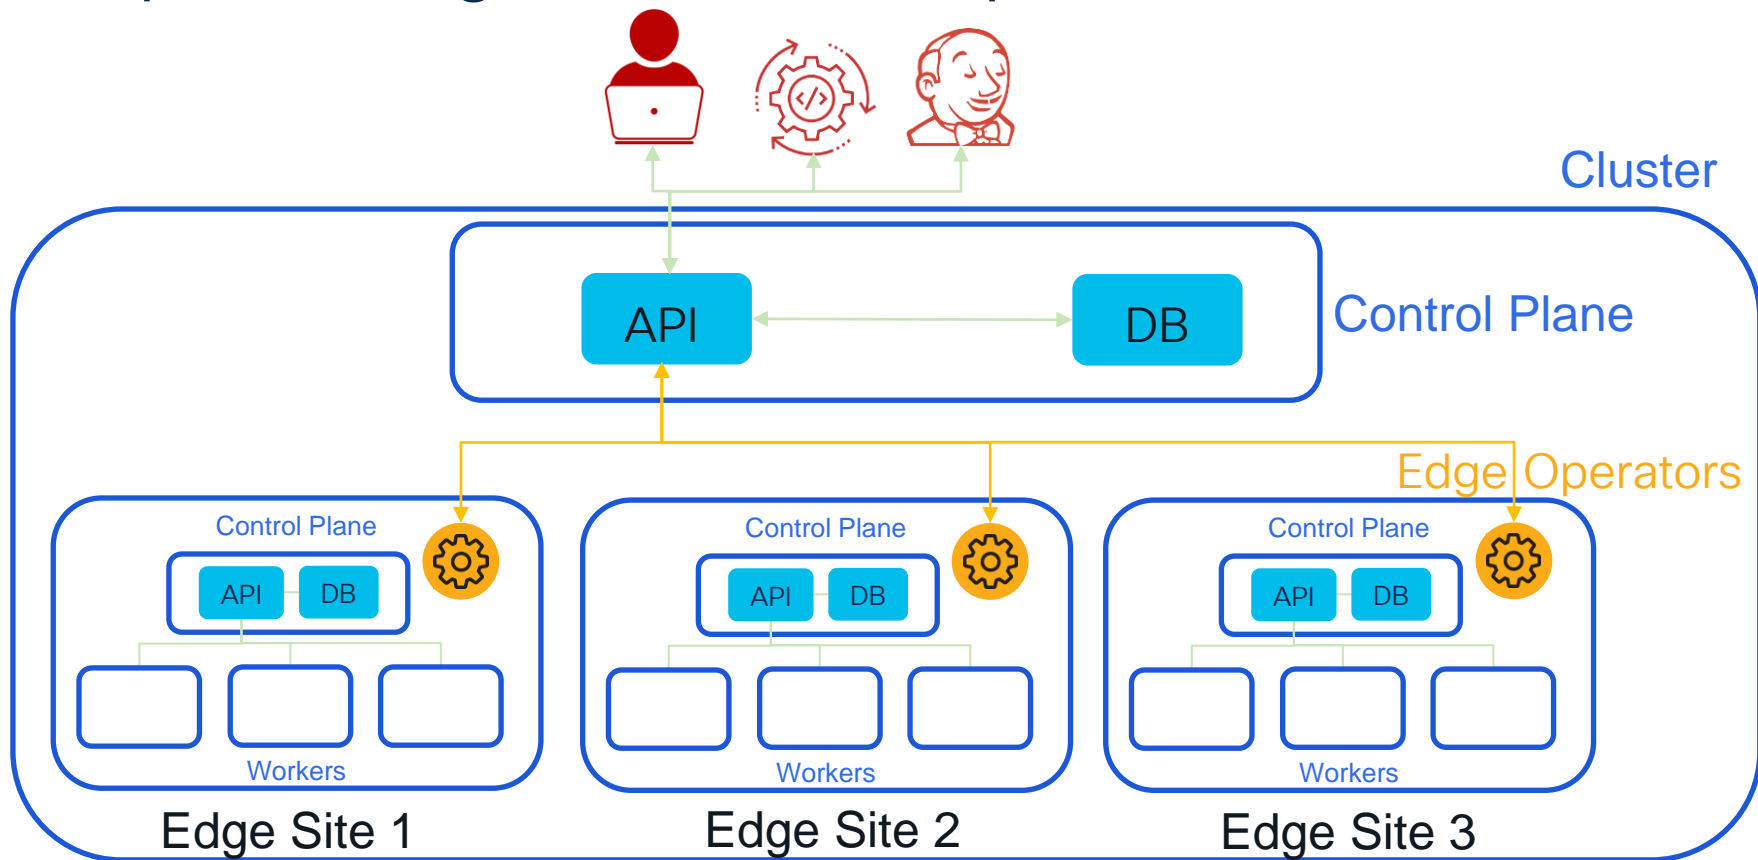 </>
Cluster
API
DB
Control Plane
Edge Operators
Control Plane
API
DB
Workers
Edge Site 1
Control Plane
API
DB
Workers
Edge Site 2
Control Plane
API
DB
Workers
Edge Site 3